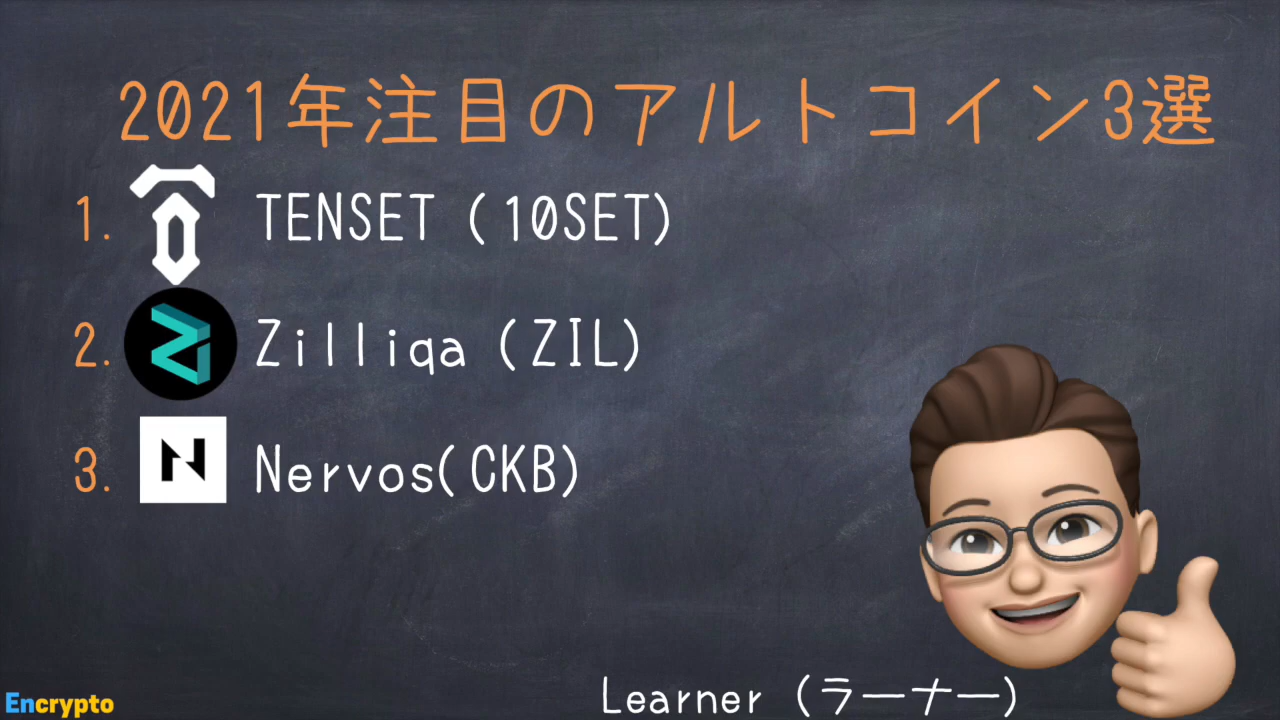 2021年注目のアルトコイン3選
1. TENSET (10SET)
2. Zilliqa (ZIL)
3. Nervos(CKB)
Learner (ラーナー)
Encrypto